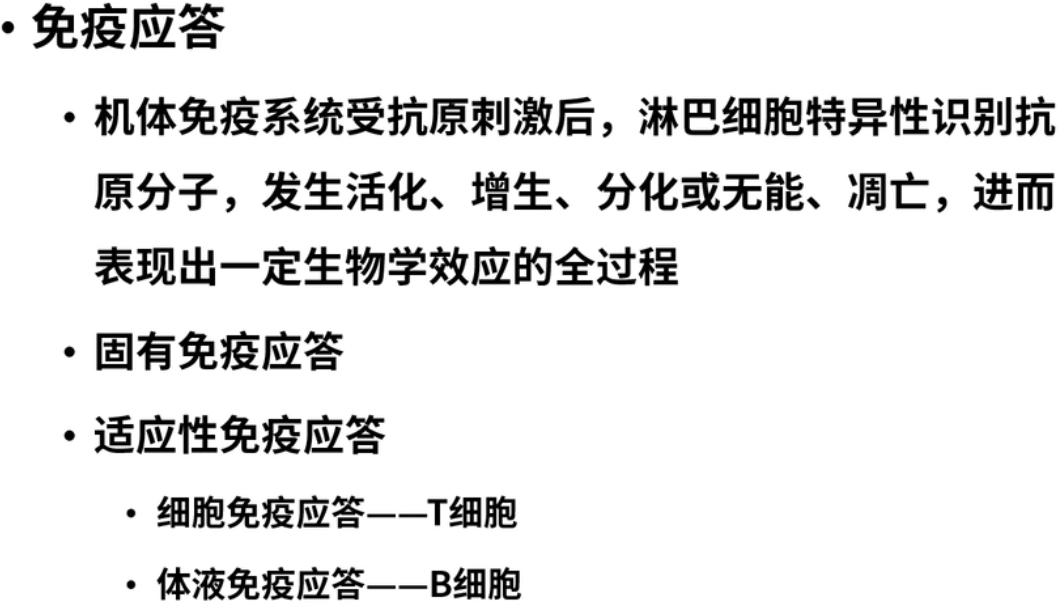 • 免疫应答
• 机体免疫系统受抗原刺激后，淋巴细胞特异性识别抗
原分子，发生活化、增生、分化或无能、凋亡，进而
表现出一定生物学效应的全过程
• 固有免疫应答
• 适应性免疫应答
• 细胞免疫应答——T细胞
• 体液免疫应答——B细胞